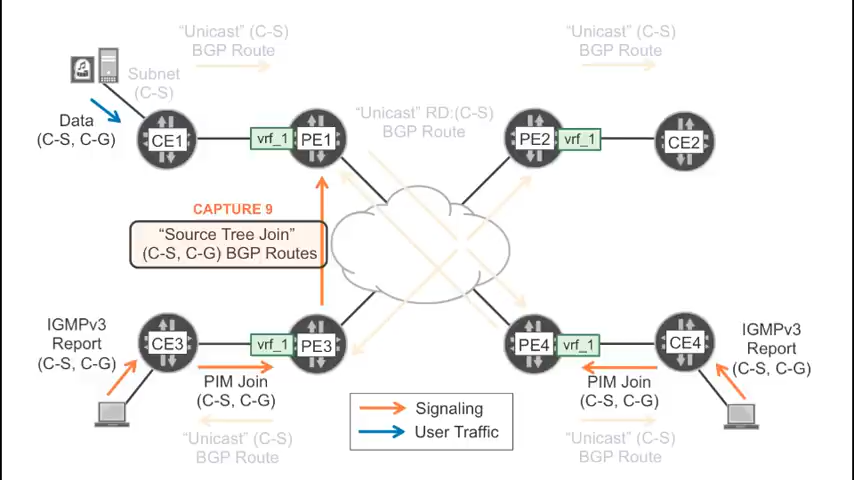 “Unicast” (C-S)
BGP Route
“Unicast” (C-S)
BGP Route
Subnet
(C-S)
“Unicast” RD:(C-S)
BGP Route
Data
(C-S, C-G)
CE1
vrf_1
PE1
PE2
vrf_1
CE2
CAPTURE 9
“Source Tree Join”
(C-S, C-G) BGP Routes
IGMPv3
Report
(C-S, C-G)
CE3
vrf_1
PE3
PE4
vrf_1
CE4
IGMPv3
Report
(C-S, C-G)
PIM Join
(C-S, C-G)
PIM Join
(C-S, C-G)
Signaling
User Traffic
“Unicast” (C-S)
BGP Route
“Unicast” (C-S)
BGP Route